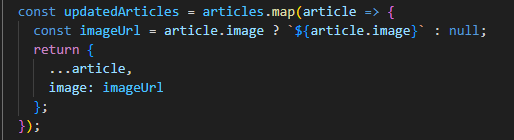 const updatedArticles = articles.map(article => {
  const imageUrl = article.image ? `${article.image}` : null;
  return {
    ...article,
    image: imageUrl
  };
});